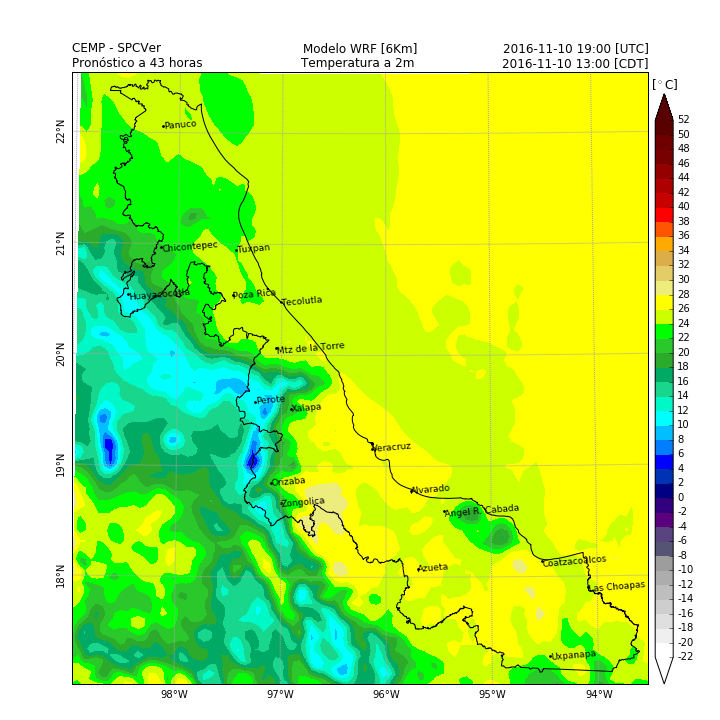 CEMP - SPCVer Modelo WRF [6Km] 2016-11-10 19:00 [UTC]
Pronóstico a 43 horas Temperatura a 2m 2016-11-10 13:00 [CDT]
[°C]
52
50
48
46
44
42
40
38
36
34
32
30
28
26
24
22
20
18
16
14
12
10
8
6
4
2
0
-2
-4
-6
-8
-10
-12
-14
-16
-18
-20
-22
22°N
21°N
20°N
19°N
18°N
Panuco
Chicontepec
Tuxpan
Huayacocotla
Poza Rica
Tecolutla
Mtz de la Torre
Perote
Xalapa
Veracruz
Orizaba
Alvarado
Zongolica
Angel R. Cabada
Azueta
Coatzacoalcos
Las Choapas
Uxpanapa
98°W 97°W 96°W 95°W 94°W